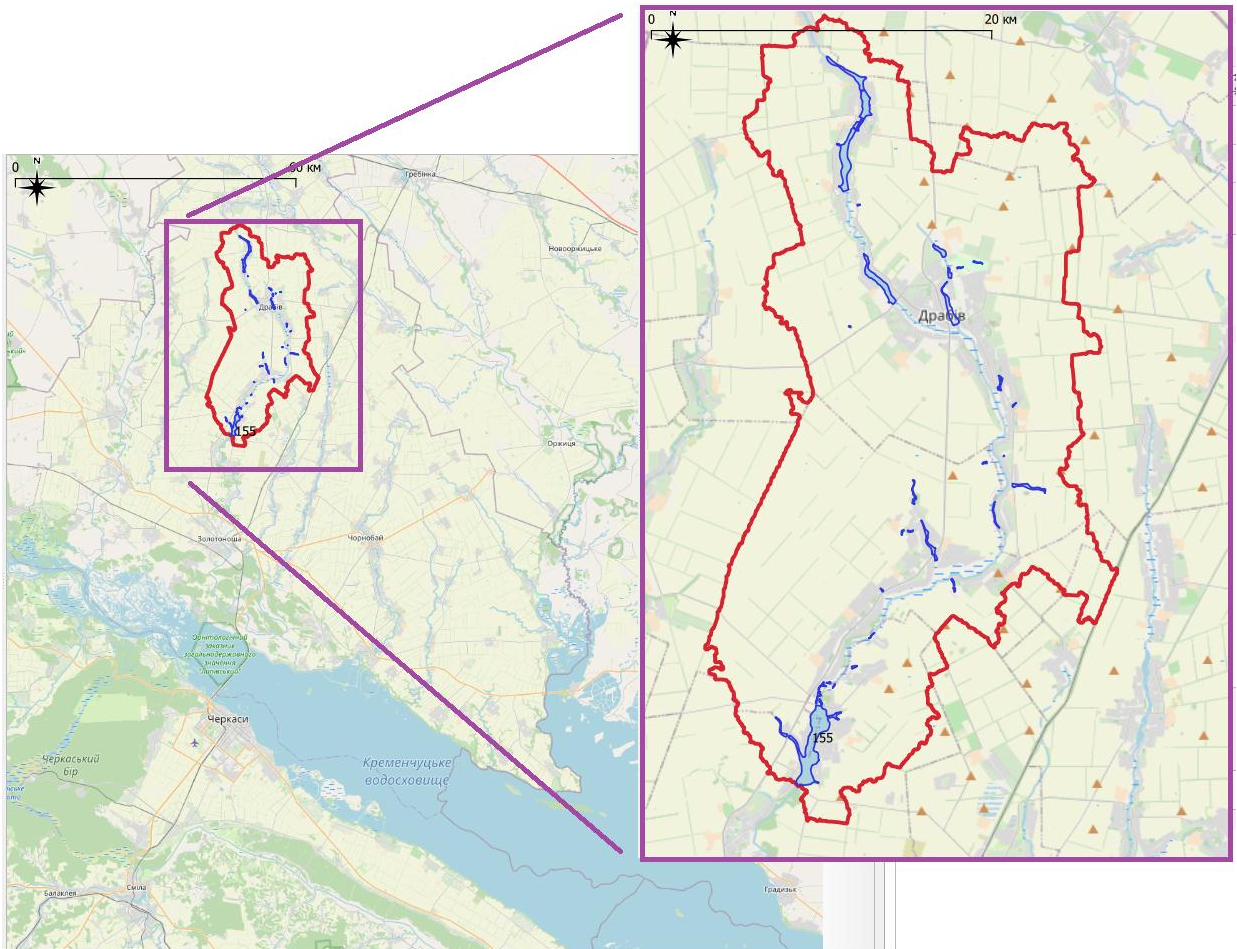 0
N
20 км
Драбів
155
0
N
60 км
Гребінка
Новооржицьке
Драбів
155
Оржиця
Золотоноша
Чорнобай
Орнітологічний
заказник
загальнодержавного
значення
"Липівський"
Черкаси
Черкаський
бір
Кременчуцьке
водосховище
Сміла
Балаклея
Градизьк